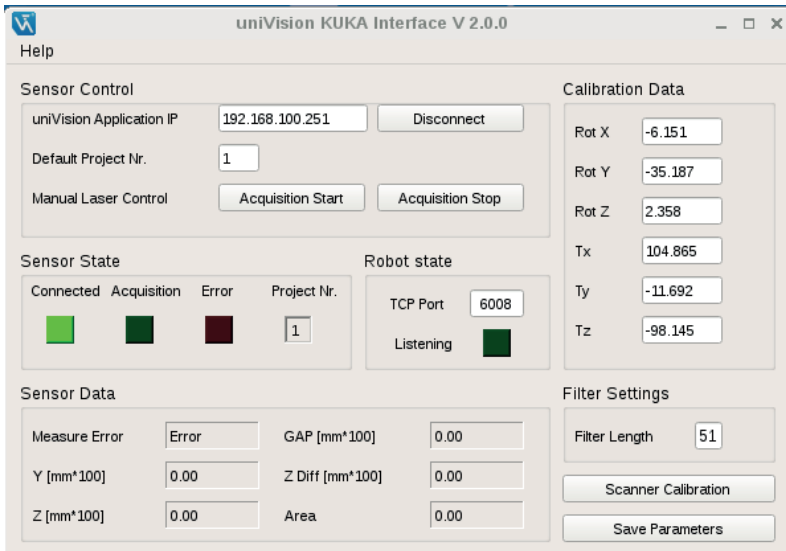 uniVision KUKA Interface V 2.0.0
Help
Sensor Control
uniVision Application IP 192.168.100.251 Disconnect
Default Project Nr. 1
Manual Laser Control Acquisition Start Acquisition Stop
Calibration Data
Rot X -6.151
Rot Y -35.187
Rot Z 2.358
Tx 104.865
Ty -11.692
Tz -98.145
Sensor State
Connected Acquisition Error Project Nr.
1
Robot state
TCP Port 6008
Listening
Sensor Data
Measure Error Error GAP [mm*100] 0.00
Y [mm*100] 0.00 Z Diff [mm*100] 0.00
Z [mm*100] 0.00 Area 0.00
Filter Settings
Filter Length 51
Scanner Calibration
Save Parameters